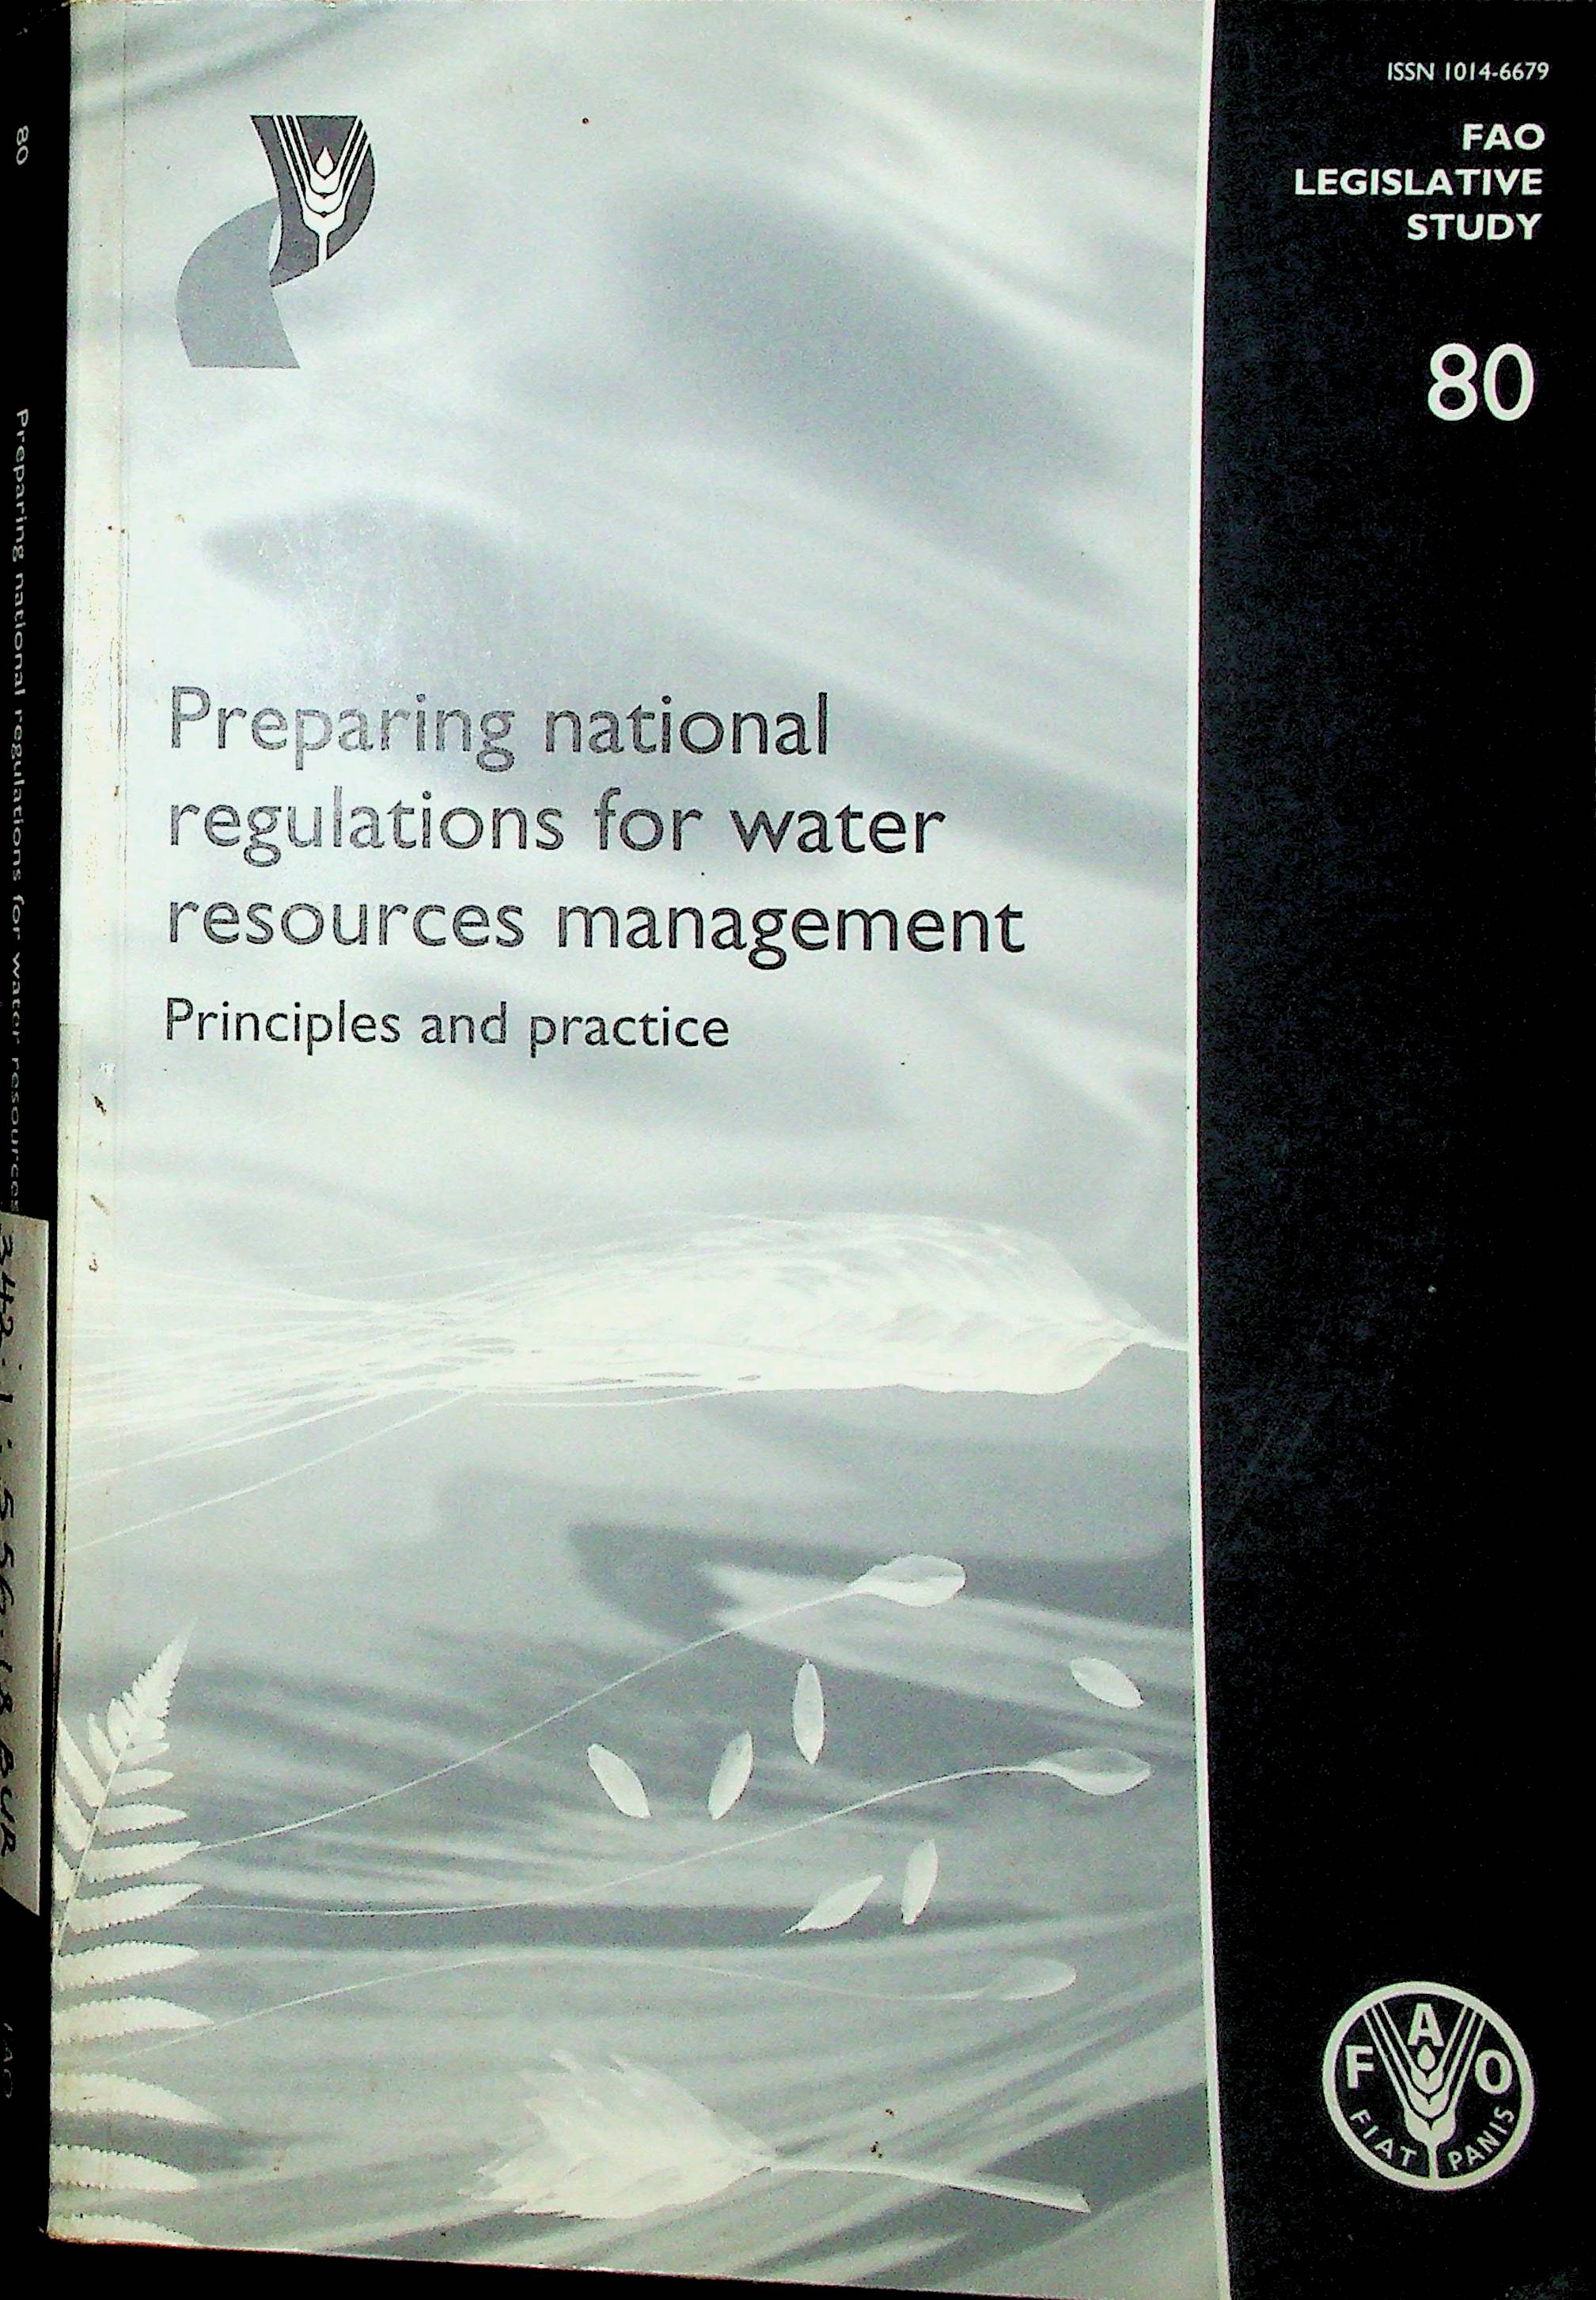 ISSN 1014-6679
FAO
LEGISLATIVE
STUDY
80
Preparing national
regulations for water
resources management
Principles and practice
F A O
FIAT PANIS
80
Preparing national regulations for water resources